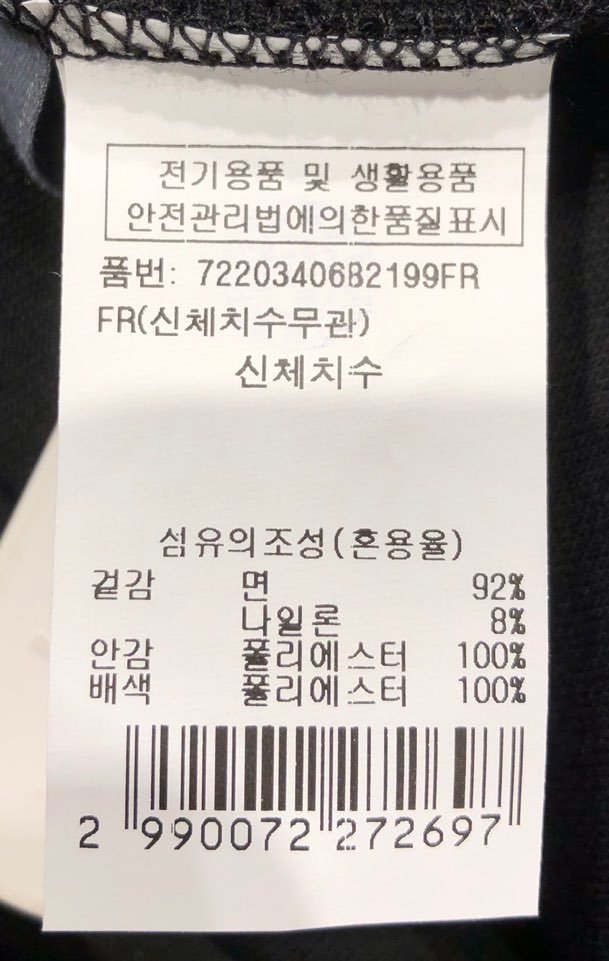 전기용품 및 생활용품
안전관리법에의한품질표시
품번: 7220340682199FR
FR(신체치수무관)
신체치수
섬유의조성(혼용율)
겉감 면 92%
나일론 8%
안감 폴리에스터 100%
배색 폴리에스터 100%
2 990072 272697